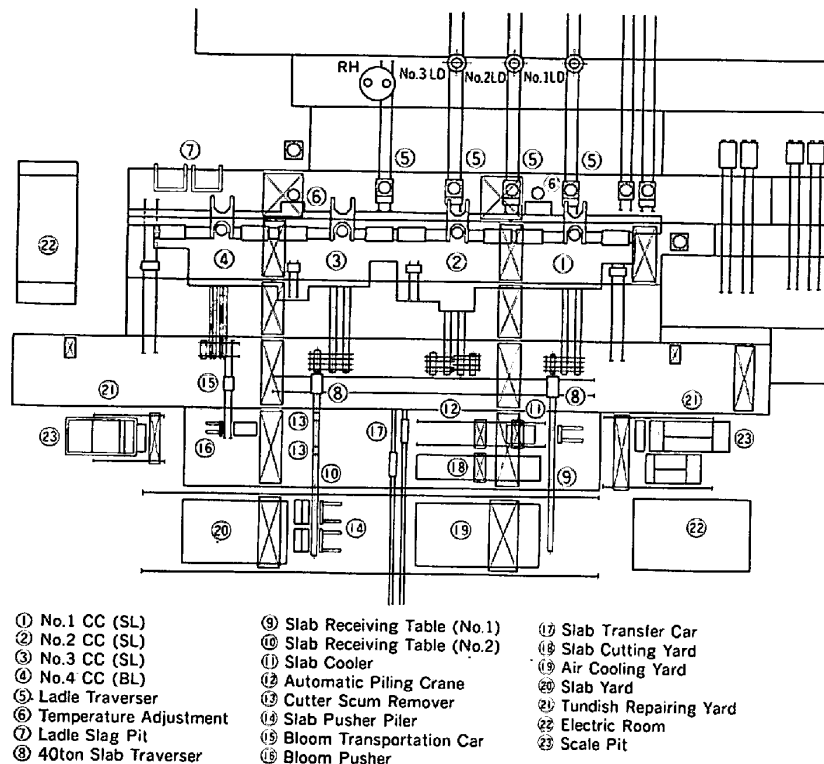 RH
No.3LD
No.2LD
No.1LD
⑦
⑤
⑤
⑤
⑤
⑥
⑥
㉒
④
③
②
①
㉑
⑮
⑧
⑫
⑪
⑧
㉑
㉓
⑯
⑬
⑬
⑰
㉓
⑩
⑱
⑨
⑳
⑭
⑲
㉒
① No.1 CC (SL)
② No.2 CC (SL)
③ No.3 CC (SL)
④ No.4 CC (BL)
⑤ Ladle Traverser
⑥ Temperature Adjustment
⑦ Ladle Slag Pit
⑧ 40ton Slab Traverser
⑨ Slab Receiving Table (No.1)
⑩ Slab Receiving Table (No.2)
⑪ Slab Cooler
⑫ Automatic Piling Crane
⑬ Cutter Scum Remover
⑭ Slab Pusher Piler
⑮ Bloom Transportation Car
⑯ Bloom Pusher
⑰ Slab Transfer Car
⑱ Slab Cutting Yard
⑲ Air Cooling Yard
⑳ Slab Yard
㉑ Tundish Repairing Yard
㉒ Electric Room
㉓ Scale Pit